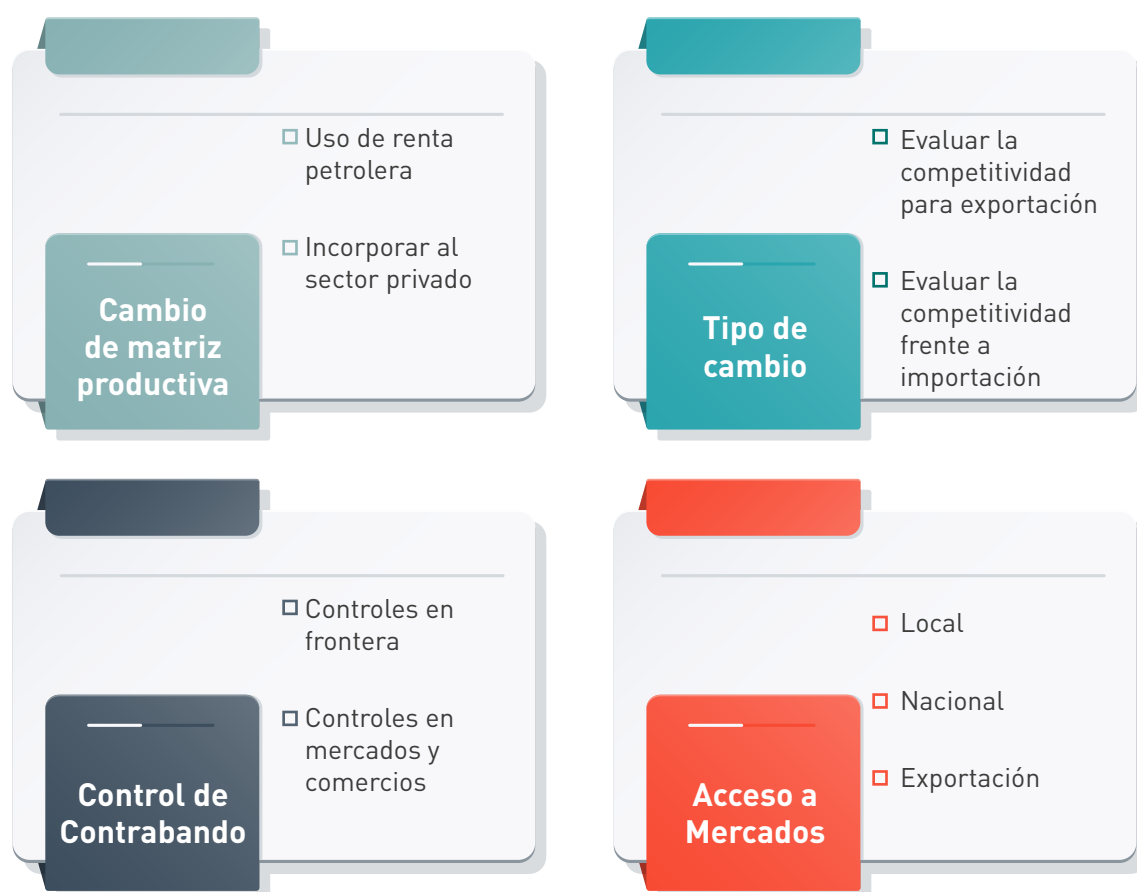 Cambio
de matriz
productiva
Uso de renta
petrolera
Incorporar al
sector privado
Tipo de
cambio
Evaluar la
competitividad
para exportación
Evaluar la
competitividad
frente a
importación
Control de
Contrabando
Controles en
frontera
Controles en
mercados y
comercios
Acceso a
Mercados
Local
Nacional
Exportación